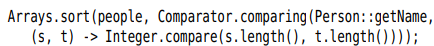 Arrays.sort(people, Comparator.comparing(Person::getName,
(s, t) -> Integer.compare(s.length(), t.length())));